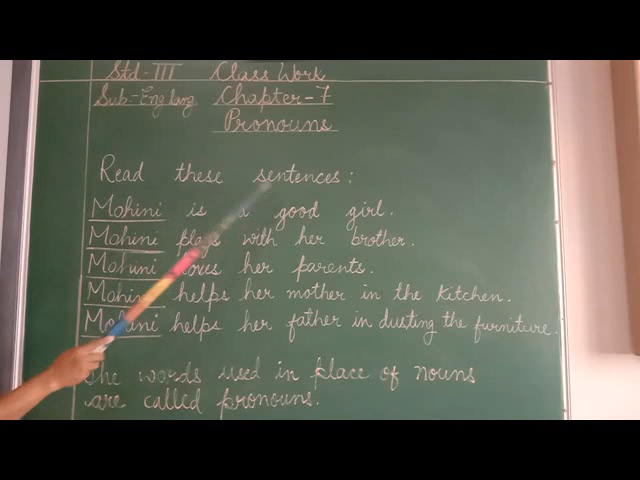 Std-III Class Work
Sub-Eng lang. Chapter-7
Pronouns
Read these sentences:
Mohini is a good girl.
Mohini plays with her brother.
Mohini loves her parents.
Mohini helps her mother in the kitchen.
Mohini helps her father in dusting the furniture.
The words used in place of nouns
are called pronouns.